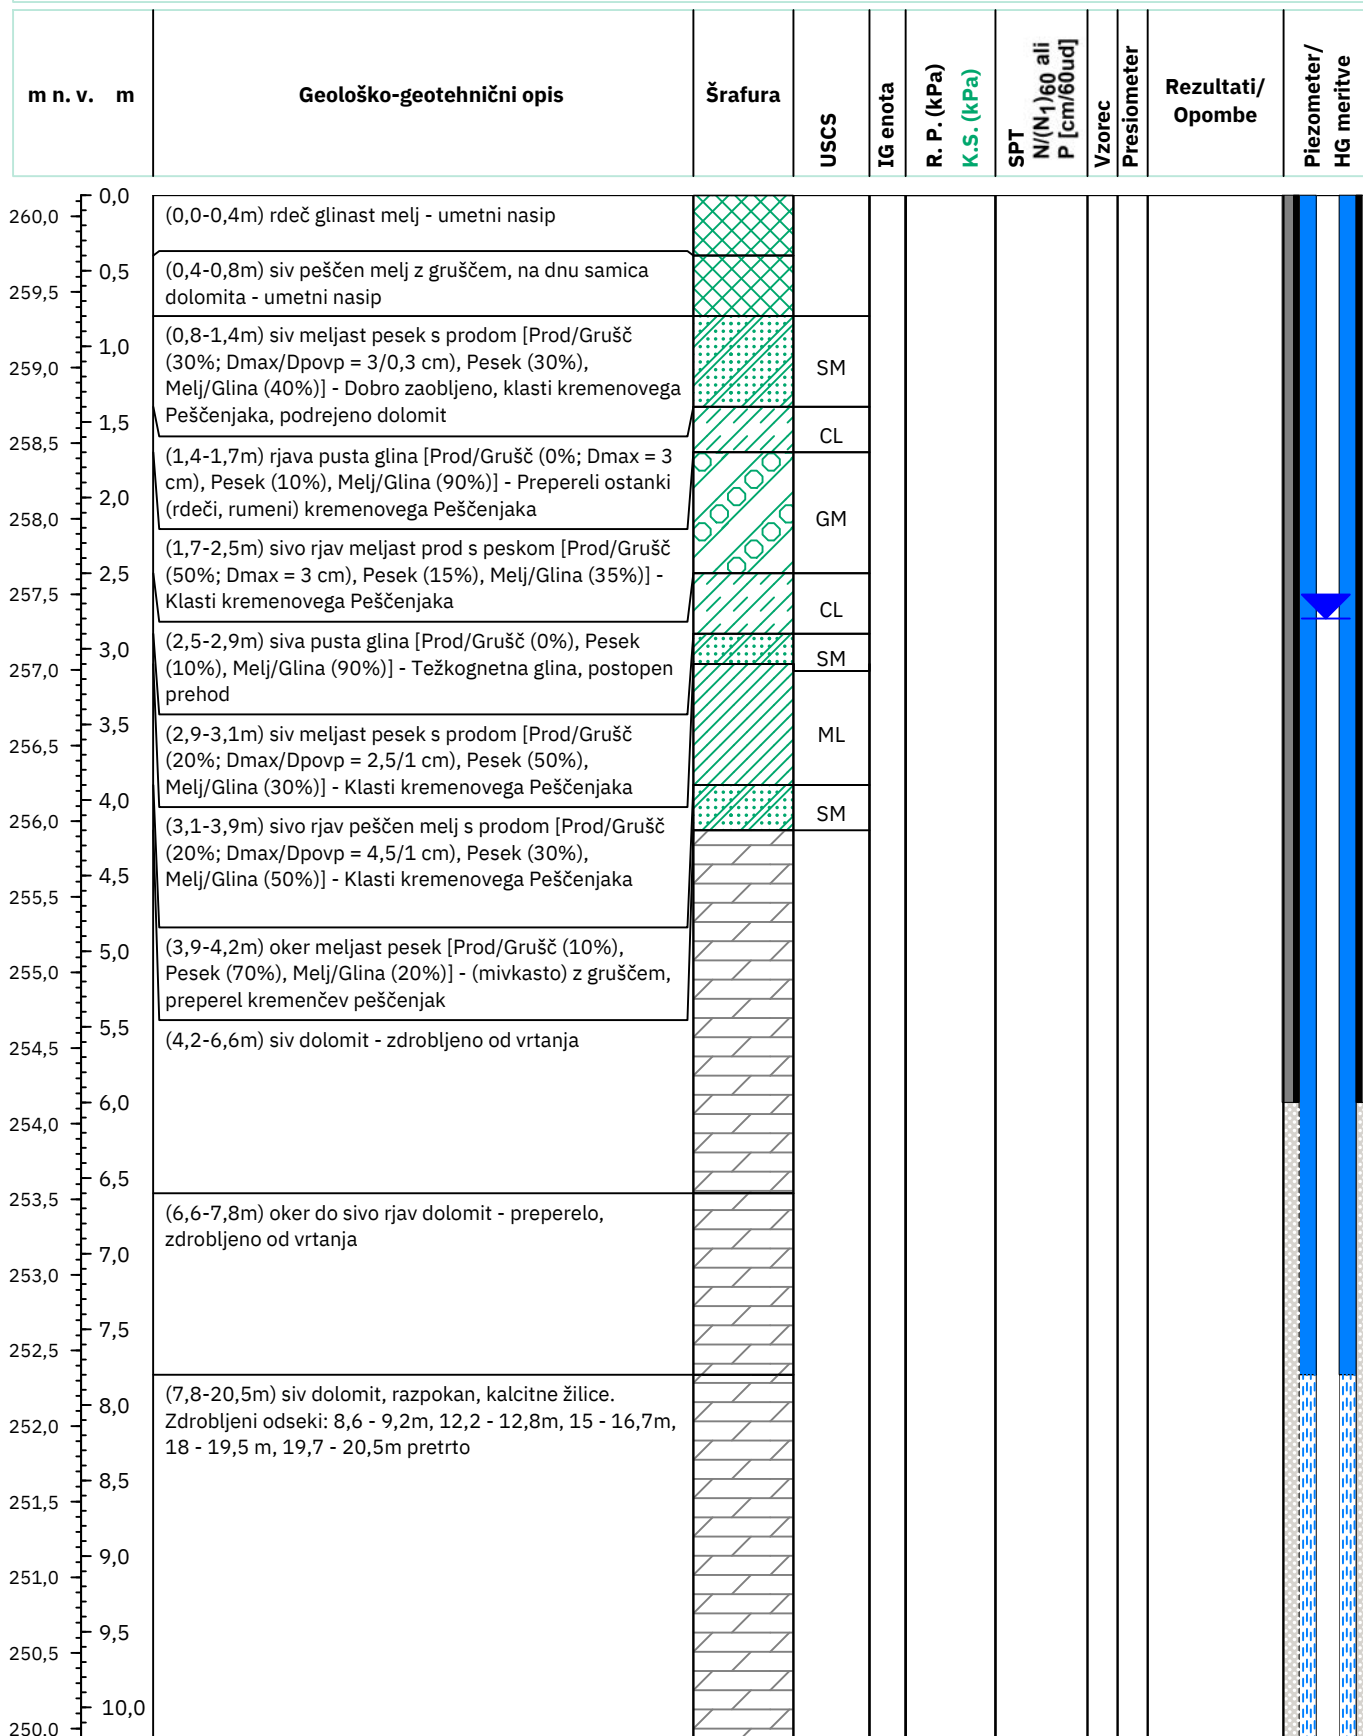 m n. v. m
Geološko-geotehnični opis
Šrafura
USCS
IG enota
R. P. (kPa)
K.S. (kPa)
SPT
N/(N1)60 ali
P [cm/60ud]
Vzorec
Presiometer
Rezultati/
Opombe
Piezometer/
HG meritve
0,0
260,0
(0,0-0,4m) rdeč glinast melj - umetni nasip
0,5
259,5
(0,4-0,8m) siv peščen melj z gruščem, na dnu samica
dolomita - umetni nasip
1,0
259,0
(0,8-1,4m) siv meljast pesek s prodom [Prod/Grušč
(30%; Dmax/Dpovp = 3/0,3 cm), Pesek (30%),
Melj/Glina (40%)] - Dobro zaobljeno, klasti kremenovega
Peščenjaka, podrejeno dolomit
SM
1,5
258,5
CL
(1,4-1,7m) rjava pusta glina [Prod/Grušč (0%; Dmax = 3
cm), Pesek (10%), Melj/Glina (90%)] - Prepereli ostanki
(rdeči, rumeni) kremenovega Peščenjaka
2,0
258,0
GM
(1,7-2,5m) sivo rjav meljast prod s peskom [Prod/Grušč
(50%; Dmax = 3 cm), Pesek (15%), Melj/Glina (35%)] -
Klasti kremenovega Peščenjaka
2,5
257,5
CL
(2,5-2,9m) siva pusta glina [Prod/Grušč (0%), Pesek
(10%), Melj/Glina (90%)] - Težkognetna glina, postopen
prehod
3,0
257,0
SM
(2,9-3,1m) siv meljast pesek s prodom [Prod/Grušč
(20%; Dmax/Dpovp = 2,5/1 cm), Pesek (50%),
Melj/Glina (30%)] - Klasti kremenovega Peščenjaka
3,5
256,5
ML
4,0
256,0
SM
(3,1-3,9m) sivo rjav peščen melj s prodom [Prod/Grušč
(20%; Dmax/Dpovp = 4,5/1 cm), Pesek (30%),
Melj/Glina (50%)] - Klasti kremenovega Peščenjaka
4,5
255,5
5,0
255,0
(3,9-4,2m) oker meljast pesek [Prod/Grušč (10%),
Pesek (70%), Melj/Glina (20%)] - (mivkasto) z gruščem,
preperel kremenčev peščenjak
5,5
254,5
(4,2-6,6m) siv dolomit - zdrobljeno od vrtanja
6,0
254,0
6,5
253,5
(6,6-7,8m) oker do sivo rjav dolomit - preperelo,
zdrobljeno od vrtanja
7,0
253,0
7,5
252,5
(7,8-20,5m) siv dolomit, razpokan, kalcitne žilice.
Zdrobljeni odseki: 8,6 - 9,2m, 12,2 - 12,8m, 15 - 16,7m,
18 - 19,5 m, 19,7 - 20,5m pretrto
8,0
252,0
8,5
251,5
9,0
251,0
9,5
250,5
10,0
250,0